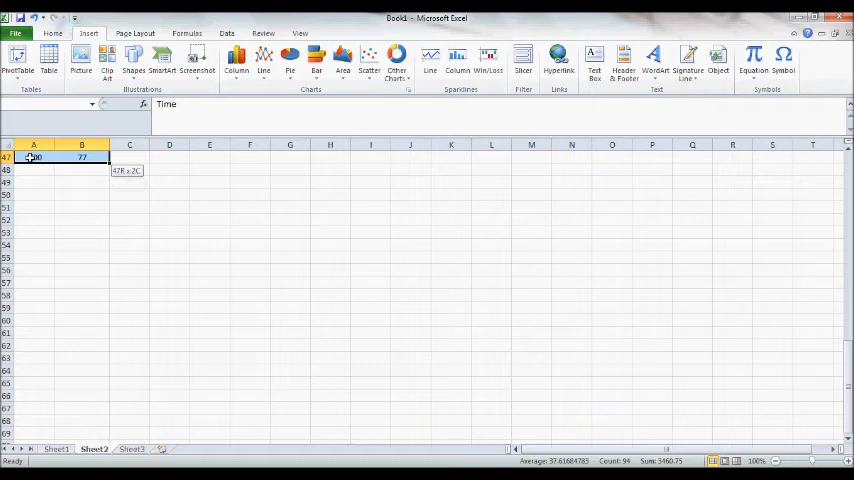 Book1 - Microsoft Excel
File Home Insert Page Layout Formulas Data Review View
PivotTable Table Picture Clip Art Shapes SmartArt Screenshot Column Line Pie Bar Area Scatter Other Charts Line Column Win/Loss Slicer Hyperlink Text Box Header & Footer WordArt Signature Line Object Equation Symbol
Tables Illustrations Charts Sparklines Filter Links Text Symbols
fx Time
A B C D E F G H I J K L M N O P Q R S T
47 77
48 47R x 2C
49
50
51
52
53
54
55
56
57
58
59
60
61
62
63
64
65
66
67
68
69
Sheet1 Sheet2 Sheet3
Ready Average: 37.61684783 Count: 94 Sum: 3460.75 100%